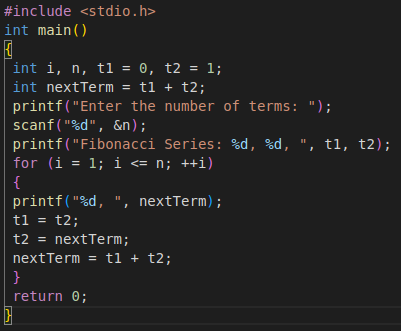 #include <stdio.h>
int main()
{
int i, n, t1 = 0, t2 = 1;
int nextTerm = t1 + t2;
printf("Enter the number of terms: ");
scanf("%d", &n);
printf("Fibonacci Series: %d, %d, ", t1, t2);
for (i = 1; i <= n; ++i)
{
printf("%d, ", nextTerm);
t1 = t2;
t2 = nextTerm;
nextTerm = t1 + t2;
}
return 0;
}